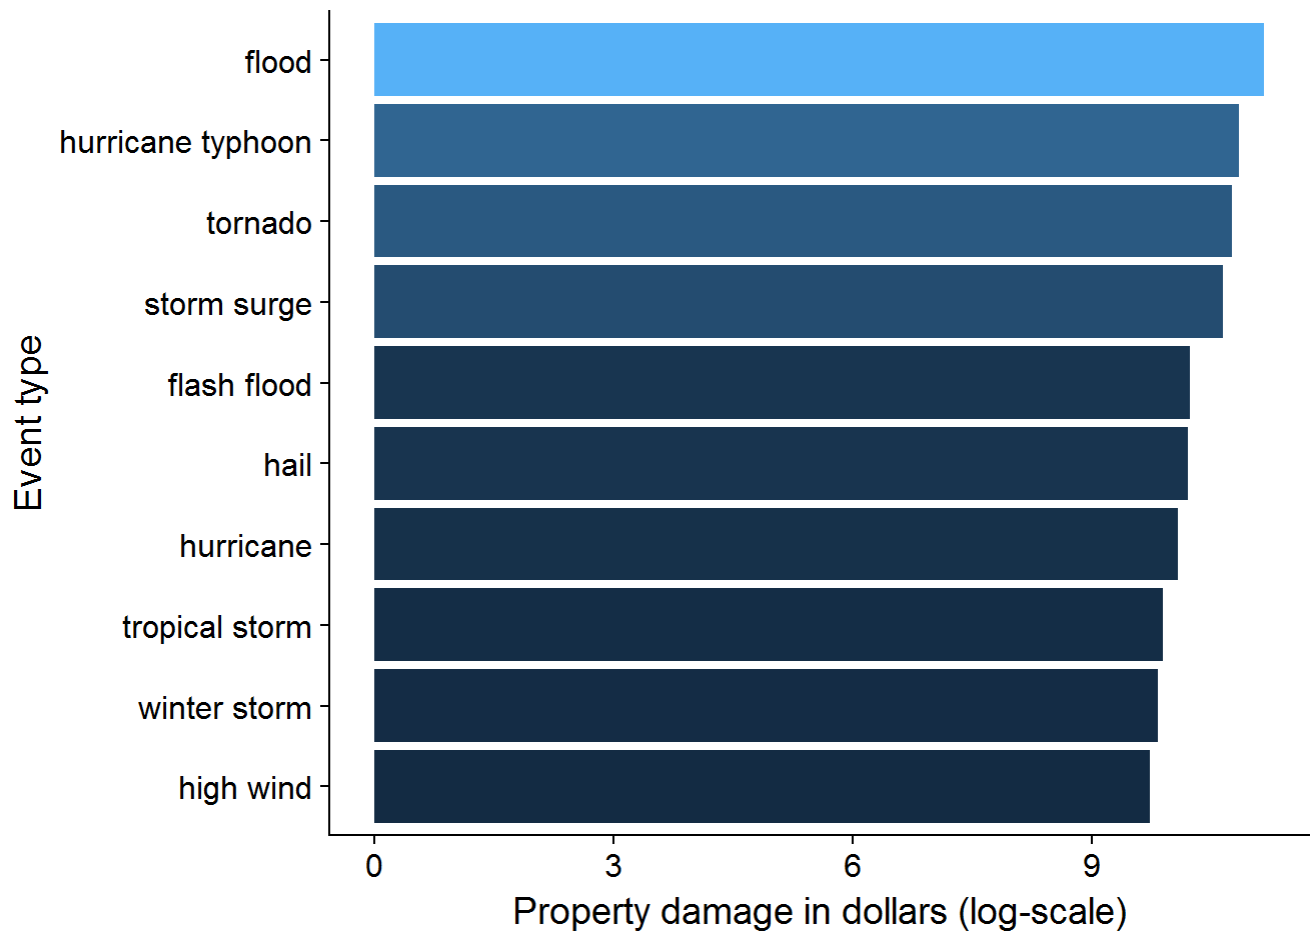 flood
hurricane typhoon
tornado
storm surge
flash flood
hail
hurricane
tropical storm
winter storm
high wind
Event type
0 3 6 9
Property damage in dollars (log-scale)